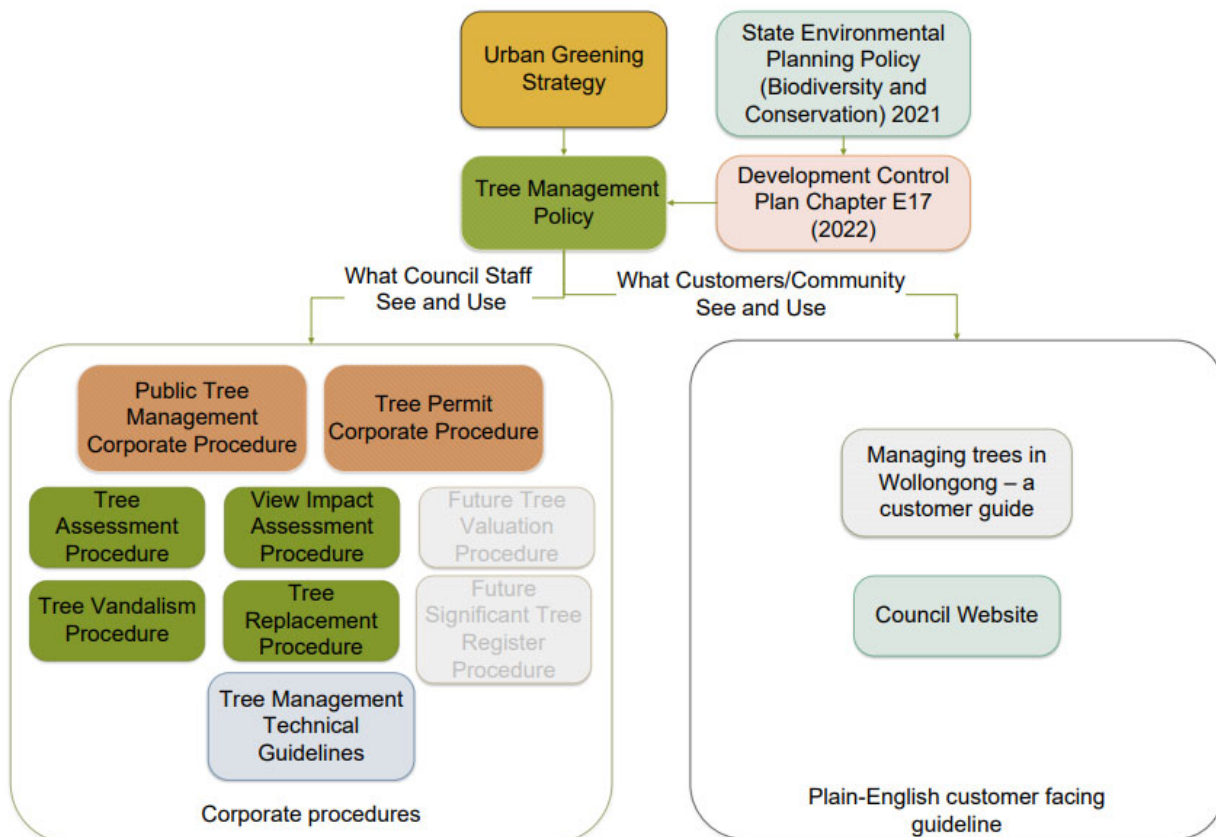 Urban Greening
Strategy
State Environmental
Planning Policy
(Biodiversity and
Conservation) 2021
Tree Management
Policy
Development Control
Plan Chapter E17
(2022)
What Council Staff
See and Use
What Customers/Community
See and Use
Public Tree
Management
Corporate Procedure
Tree Permit
Corporate Procedure
Tree
Assessment
Procedure
View Impact
Assessment
Procedure
Future Tree
Valuation
Procedure
Tree Vandalism
Procedure
Tree
Replacement
Procedure
Future
Significant Tree
Register
Procedure
Tree Management
Technical
Guidelines
Corporate procedures
Managing trees in
Wollongong – a
customer guide
Council Website
Plain-English customer facing
guideline